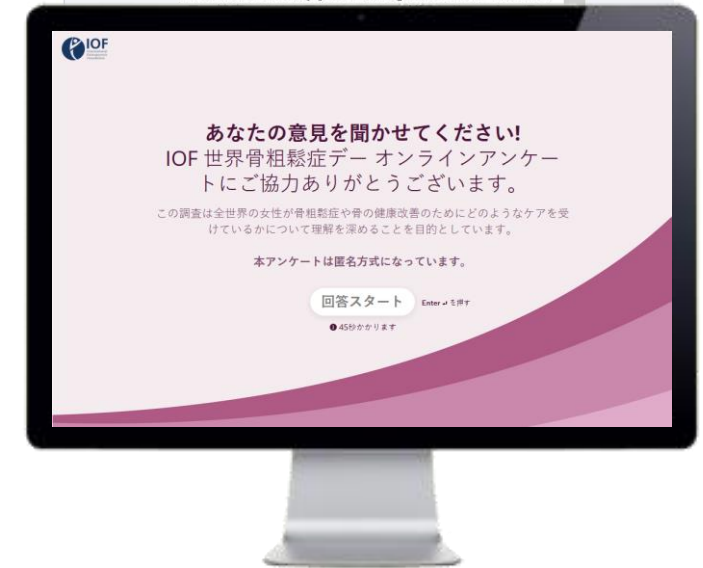 IOF
あなたの意見を聞かせてください!
IOF 世界骨粗鬆症デー オンラインアンケー
トにご協力ありがとうございます。
この調査は全世界の女性が骨粗鬆症や骨の健康改善のためにどのようなケアを受
けているかについて理解を深めることを目的としています。
本アンケートは匿名方式になっています。
回答スタート Enter ↵ を押す
45秒かかります